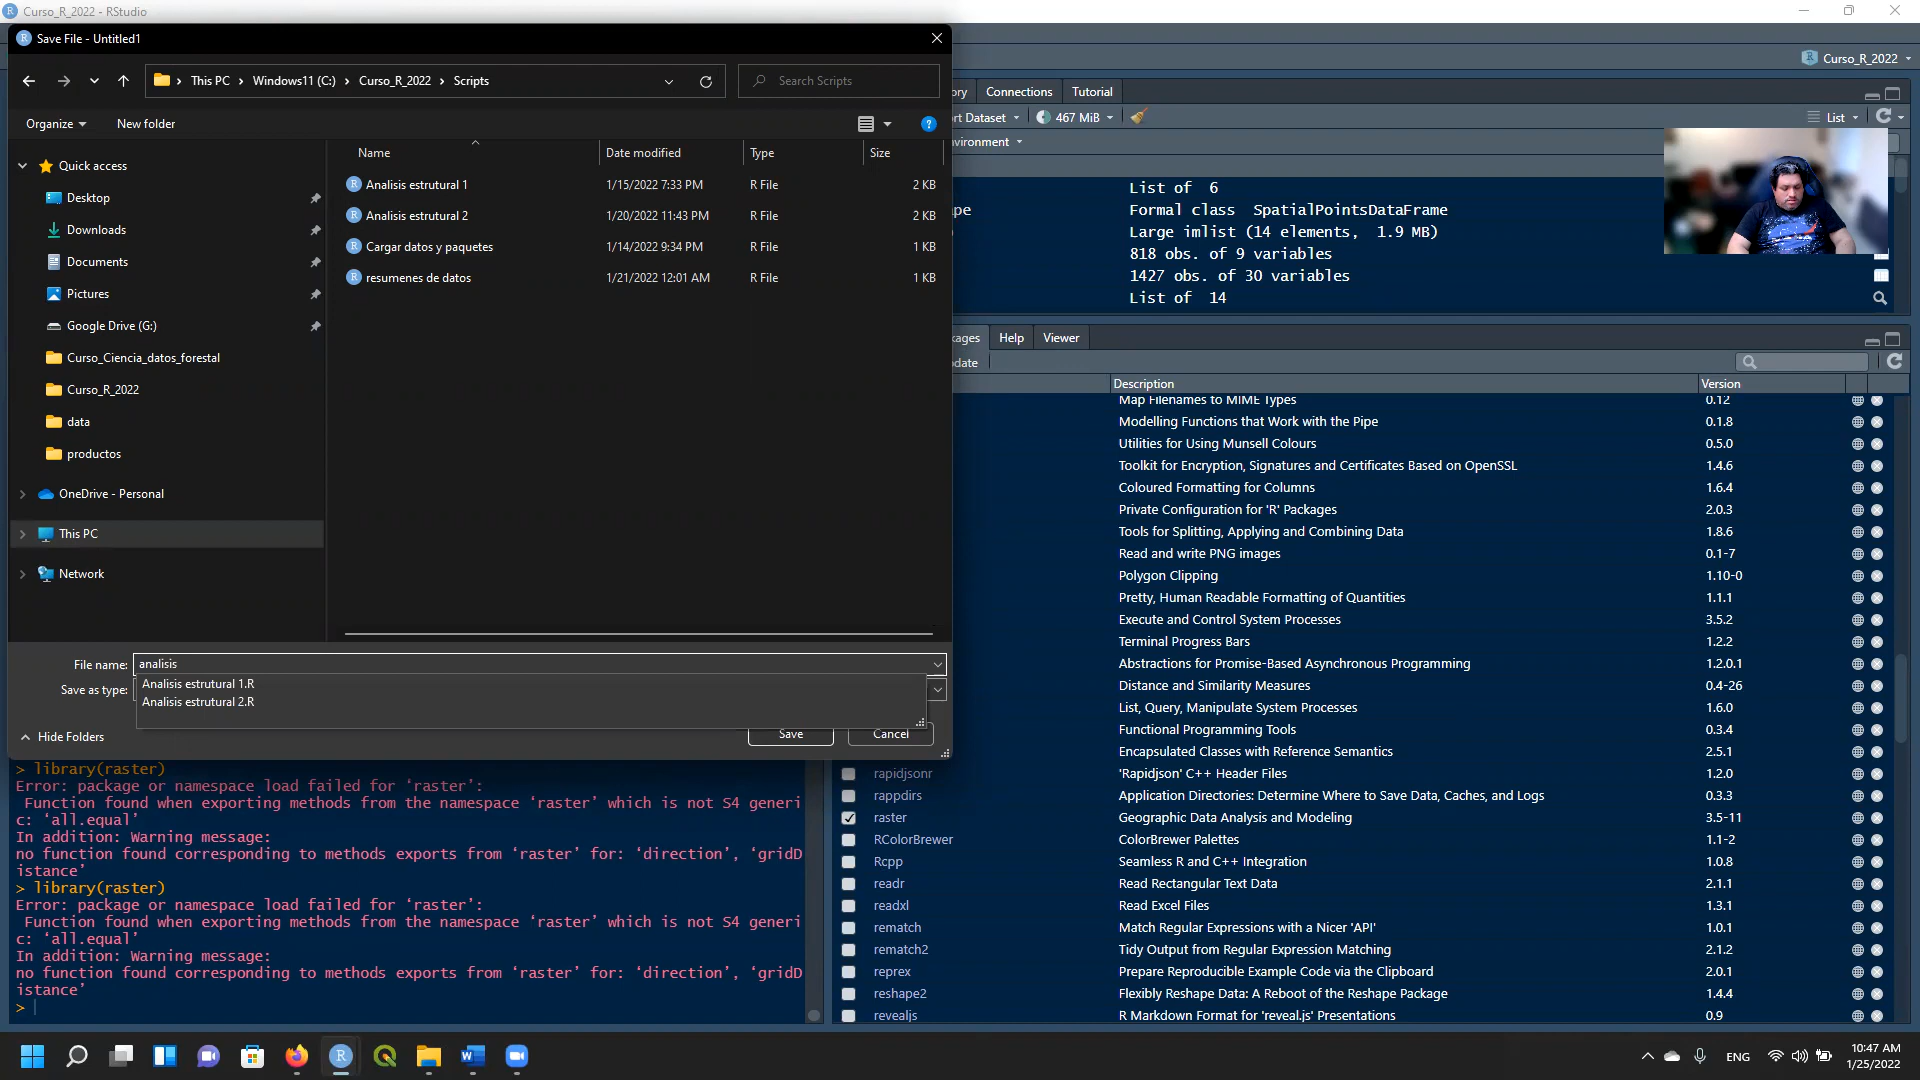 Curso_R_2022 - RStudio
Save File - Untitled1
This PC
Windows11 (C:)
Curso_R_2022
Scripts
Search Scripts
Organize
New folder
Name
Date modified
Type
Size
Quick access
Desktop
Downloads
Documents
Pictures
Google Drive (G:)
Curso_Ciencia_datos_forestal
Curso_R_2022
data
productos
OneDrive - Personal
This PC
Network
Analisis estrutural 1 1/15/2022 7:33 PM R File 2 KB
Analisis estrutural 2 1/20/2022 11:43 PM R File 2 KB
Cargar datos y paquetes 1/14/2022 9:34 PM R File 1 KB
resumenes de datos 1/21/2022 12:01 AM R File 1 KB
File name: analisis
Save as type:
Analisis estrutural 1.R
Analisis estrutural 2.R
Hide Folders
Save
Cancel
> library(raster)
Error: package or namespace load failed for ‘raster’:
Function found when exporting methods from the namespace ‘raster’ which is not S4 generi
c: ‘all.equal’
In addition: Warning message:
no function found corresponding to methods exports from ‘raster’ for: ‘direction’, ‘gridD
istance’
> library(raster)
Error: package or namespace load failed for ‘raster’:
Function found when exporting methods from the namespace ‘raster’ which is not S4 generi
c: ‘all.equal’
In addition: Warning message:
no function found corresponding to methods exports from ‘raster’ for: ‘direction’, ‘gridD
istance’
>
Curso_R_2022
ory
Connections
Tutorial
rt Dataset
467 MiB
List
nvironment
List of 6
pe Formal class SpatialPointsDataFrame
Large imlist (14 elements, 1.9 MB)
818 obs. of 9 variables
1427 obs. of 30 variables
List of 14
kages
Help
Viewer
pdate
Description Version
Map Filenames to MIME Types 0.12
Modelling Functions that Work with the Pipe 0.1.8
Utilities for Using Munsell Colours 0.5.0
Toolkit for Encryption, Signatures and Certificates Based on OpenSSL 1.4.6
Coloured Formatting for Columns 1.6.4
Private Configuration for 'R' Packages 2.0.3
Tools for Splitting, Applying and Combining Data 1.8.6
Read and write PNG images 0.1-7
Polygon Clipping 1.10-0
Pretty, Human Readable Formatting of Quantities 1.1.1
Execute and Control System Processes 3.5.2
Terminal Progress Bars 1.2.2
Abstractions for Promise-Based Asynchronous Programming 1.2.0.1
Distance and Similarity Measures 0.4-26
List, Query, Manipulate System Processes 1.6.0
Functional Programming Tools 0.3.4
Encapsulated Classes with Reference Semantics 2.5.1
rapidjsonr 'Rapidjson' C++ Header Files 1.2.0
rappdirs Application Directories: Determine Where to Save Data, Caches, and Logs 0.3.3
raster Geographic Data Analysis and Modeling 3.5-11
RColorBrewer ColorBrewer Palettes 1.1-2
Rcpp Seamless R and C++ Integration 1.0.8
readr Read Rectangular Text Data 2.1.1
readxl Read Excel Files 1.3.1
rematch Match Regular Expressions with a Nicer 'API' 1.0.1
rematch2 Tidy Output from Regular Expression Matching 2.1.2
reprex Prepare Reproducible Example Code via the Clipboard 2.0.1
reshape2 Flexibly Reshape Data: A Reboot of the Reshape Package 1.4.4
revealjs R Markdown Format for 'reveal.js' Presentations 0.9
ENG
10:47 AM
1/25/2022